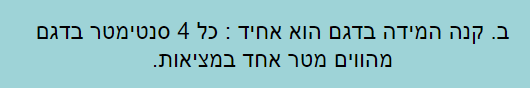 ב. קנה המידה בדגם הוא אחיד : כל 4 סנטימטר בדגם
מהווים מטר אחד במציאות.